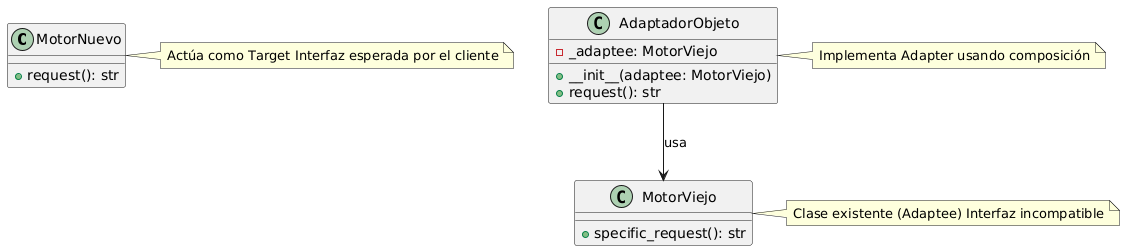 C MotorNuevo
request(): str
Actúa como Target Interfaz esperada por el cliente
C AdaptadorObjeto
_adaptee: MotorViejo
__init__(adaptee: MotorViejo)
request(): str
Implementa Adapter usando composición
usa
C MotorViejo
specific_request(): str
Clase existente (Adaptee) Interfaz incompatible